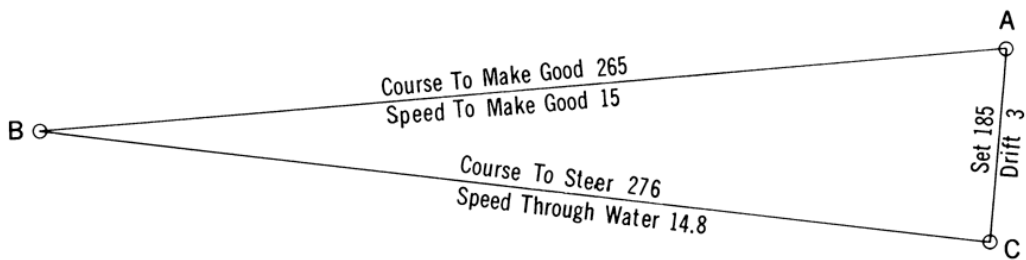 A
Course To Make Good 265
Speed To Make Good 15
B
Set 185
Drift 3
Course To Steer 276
Speed Through Water 14.8
C